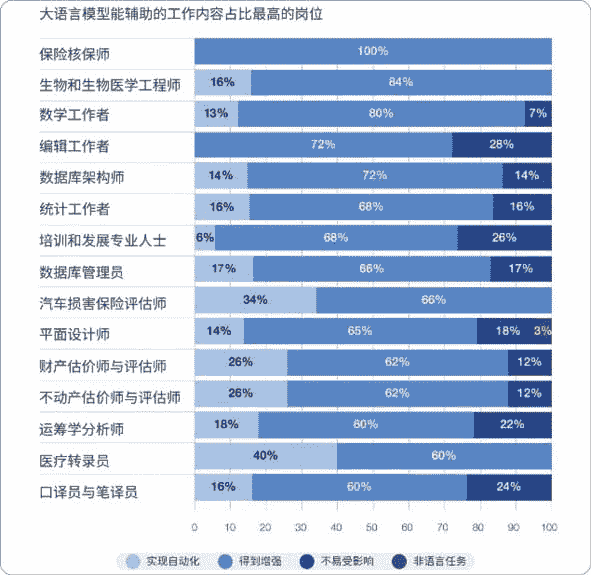 大语言模型能辅助的工作内容占比最高的岗位
保险核保师 100%
生物和生物医学工程师 16% 84%
数学工作者 13% 80% 7%
编辑工作者 72% 28%
数据库架构师 14% 72% 14%
统计工作者 16% 68% 16%
培训和发展专业人士 6% 68% 26%
数据库管理员 17% 66% 17%
汽车损害保险评估师 34% 66%
平面设计师 14% 65% 18% 3%
财产估价师与评估师 26% 62% 12%
不动产估价师与评估师 26% 62% 12%
运筹学分析师 18% 60% 22%
医疗转录员 40% 60%
口译员与笔译员 16% 60% 24%
0 10 20 30 40 50 60 70 80 90 100
实现自动化 得到增强 不易受影响 非语言任务